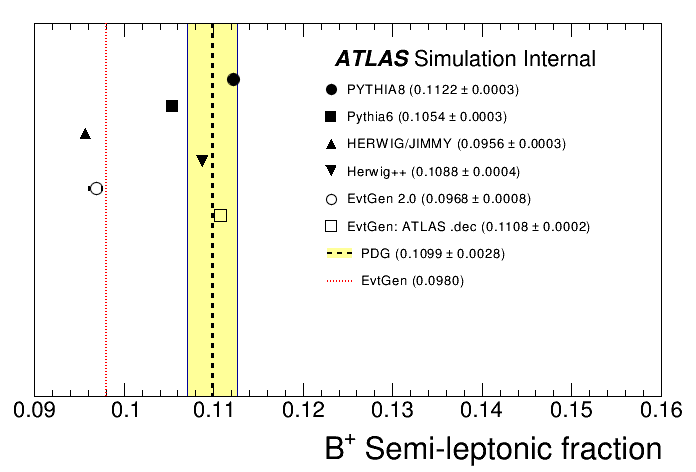 ATLAS Simulation Internal
PYTHIA8 (0.1122 ± 0.0003)
Pythia6 (0.1054 ± 0.0003)
HERWIG/JIMMY (0.0956 ± 0.0003)
Herwig++ (0.1088 ± 0.0004)
EvtGen 2.0 (0.0968 ± 0.0008)
EvtGen: ATLAS .dec (0.1108 ± 0.0002)
PDG (0.1099 ± 0.0028)
EvtGen (0.0980)
0.09 0.1 0.11 0.12 0.13 0.14 0.15 0.16
B⁺ Semi-leptonic fraction